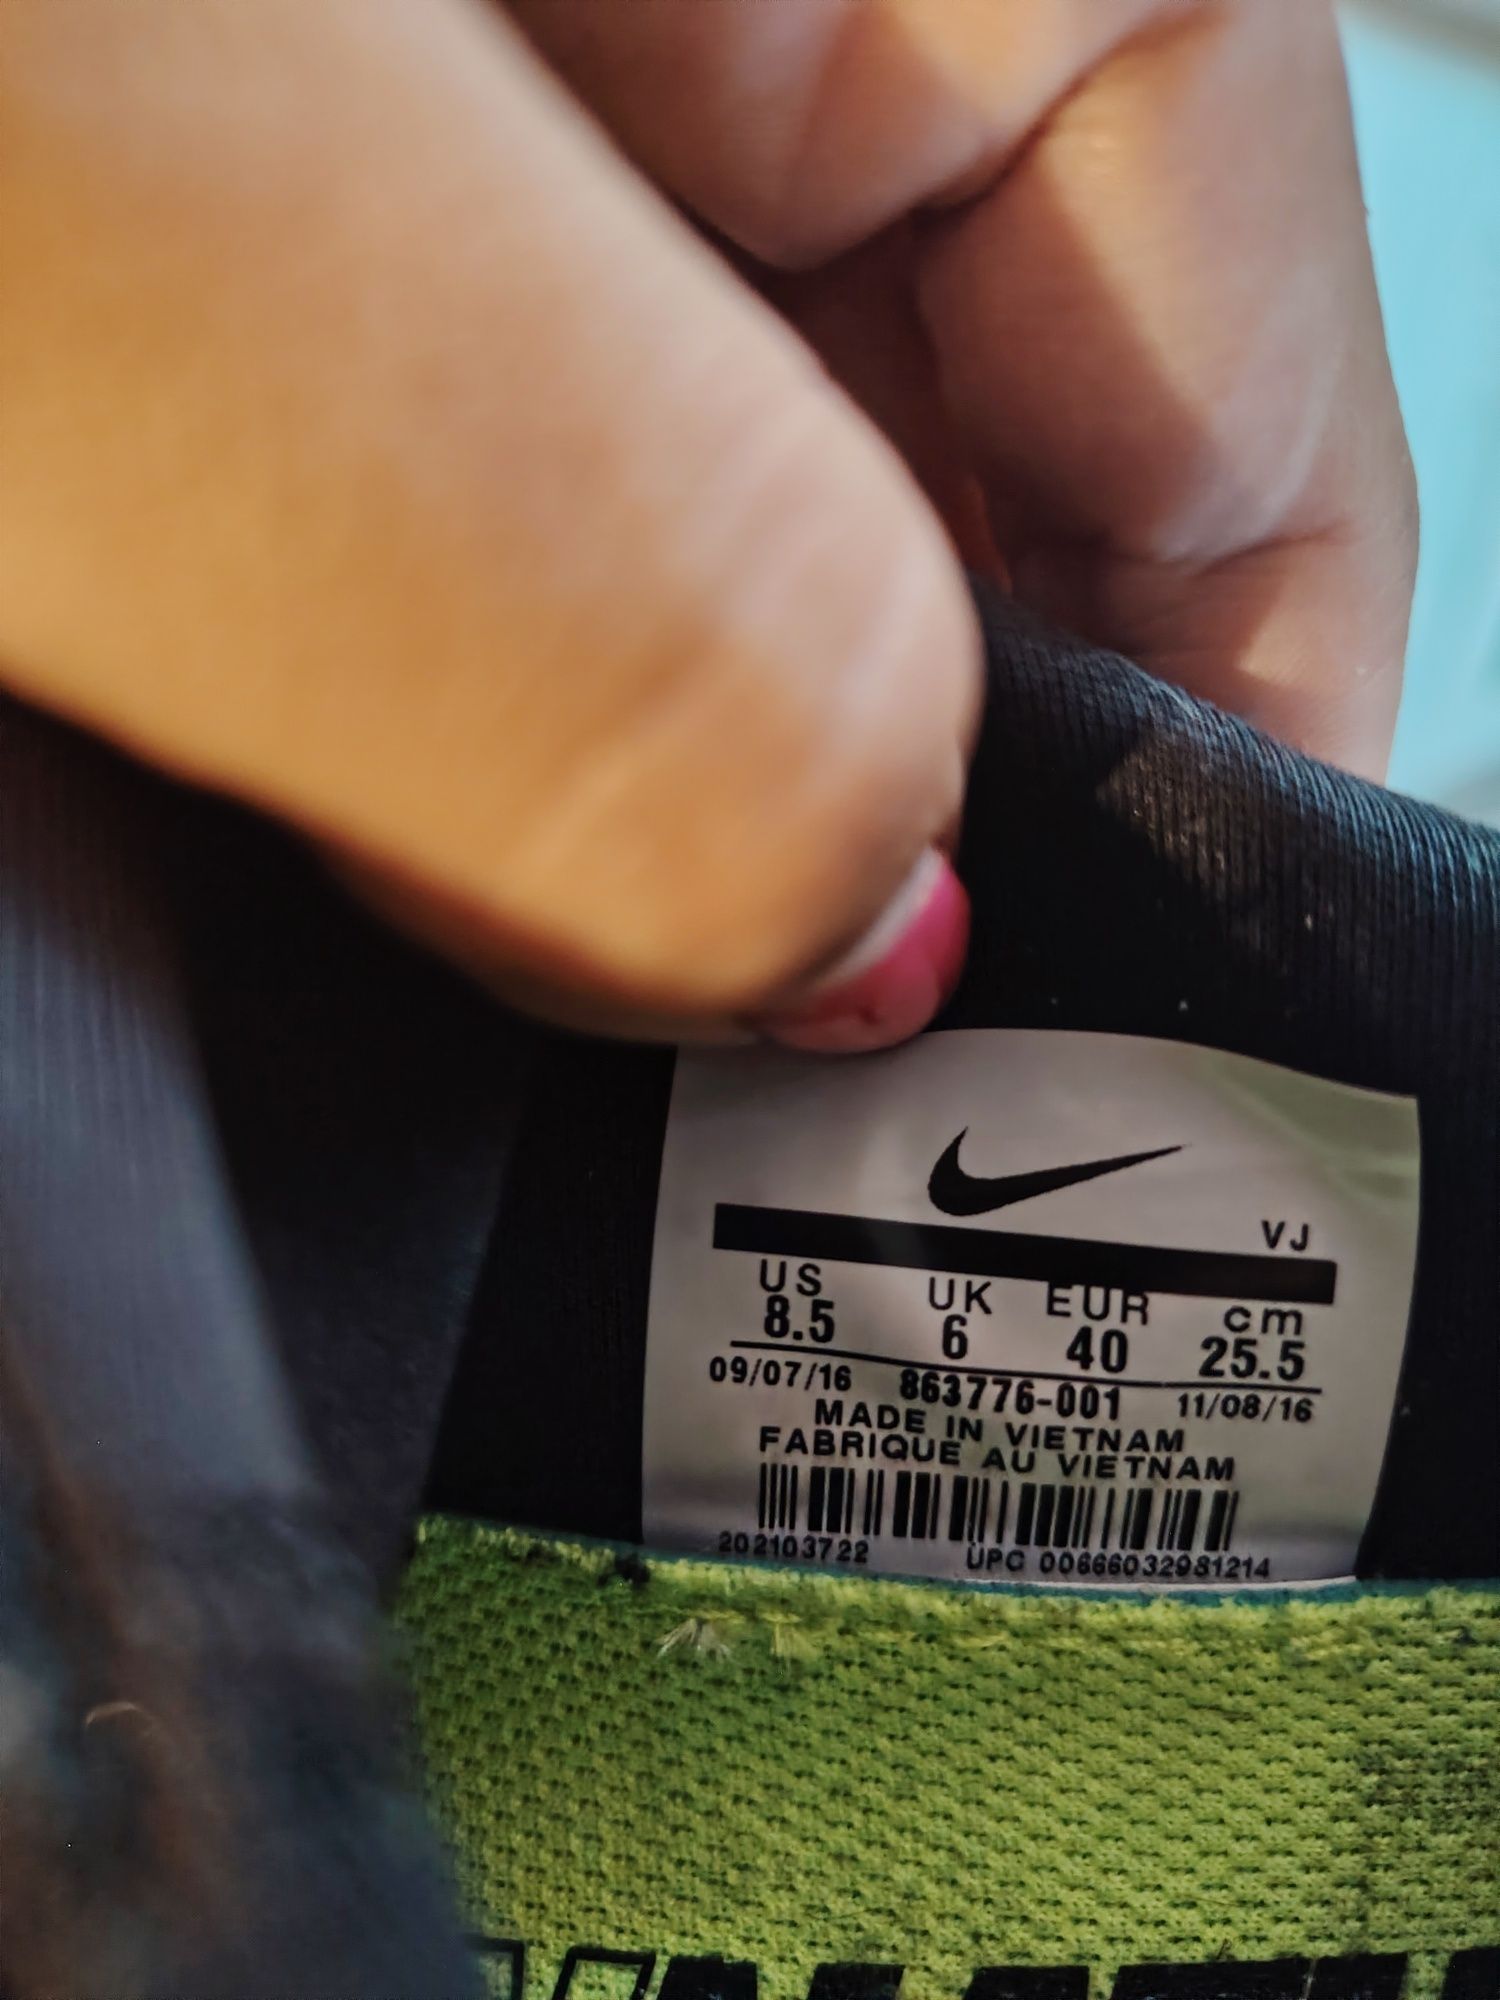 VJ
US UK EUR cm
8.5 6 40 25.5
09/07/16 863776-001 11/08/16
MADE IN VIETNAM
FABRIQUE AU VIETNAM
202103722 UPC 00666032981214